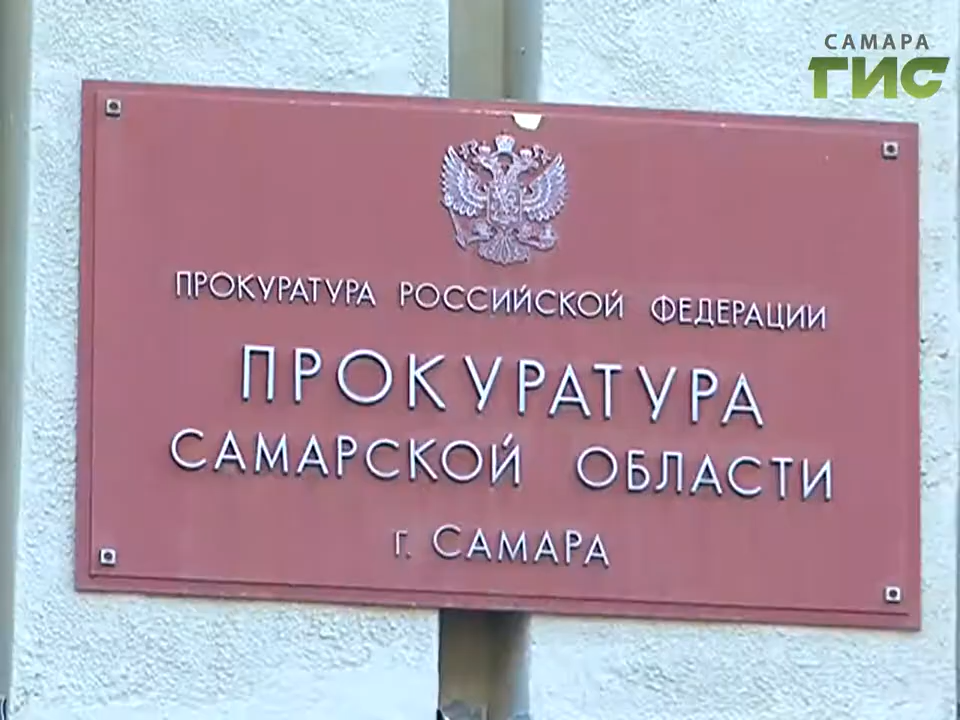 САМАРА
ГИС
ПРОКУРАТУРА РОССИЙСКОЙ ФЕДЕРАЦИИ
ПРОКУРАТУРА
САМАРСКОЙ ОБЛАСТИ
г. САМАРА